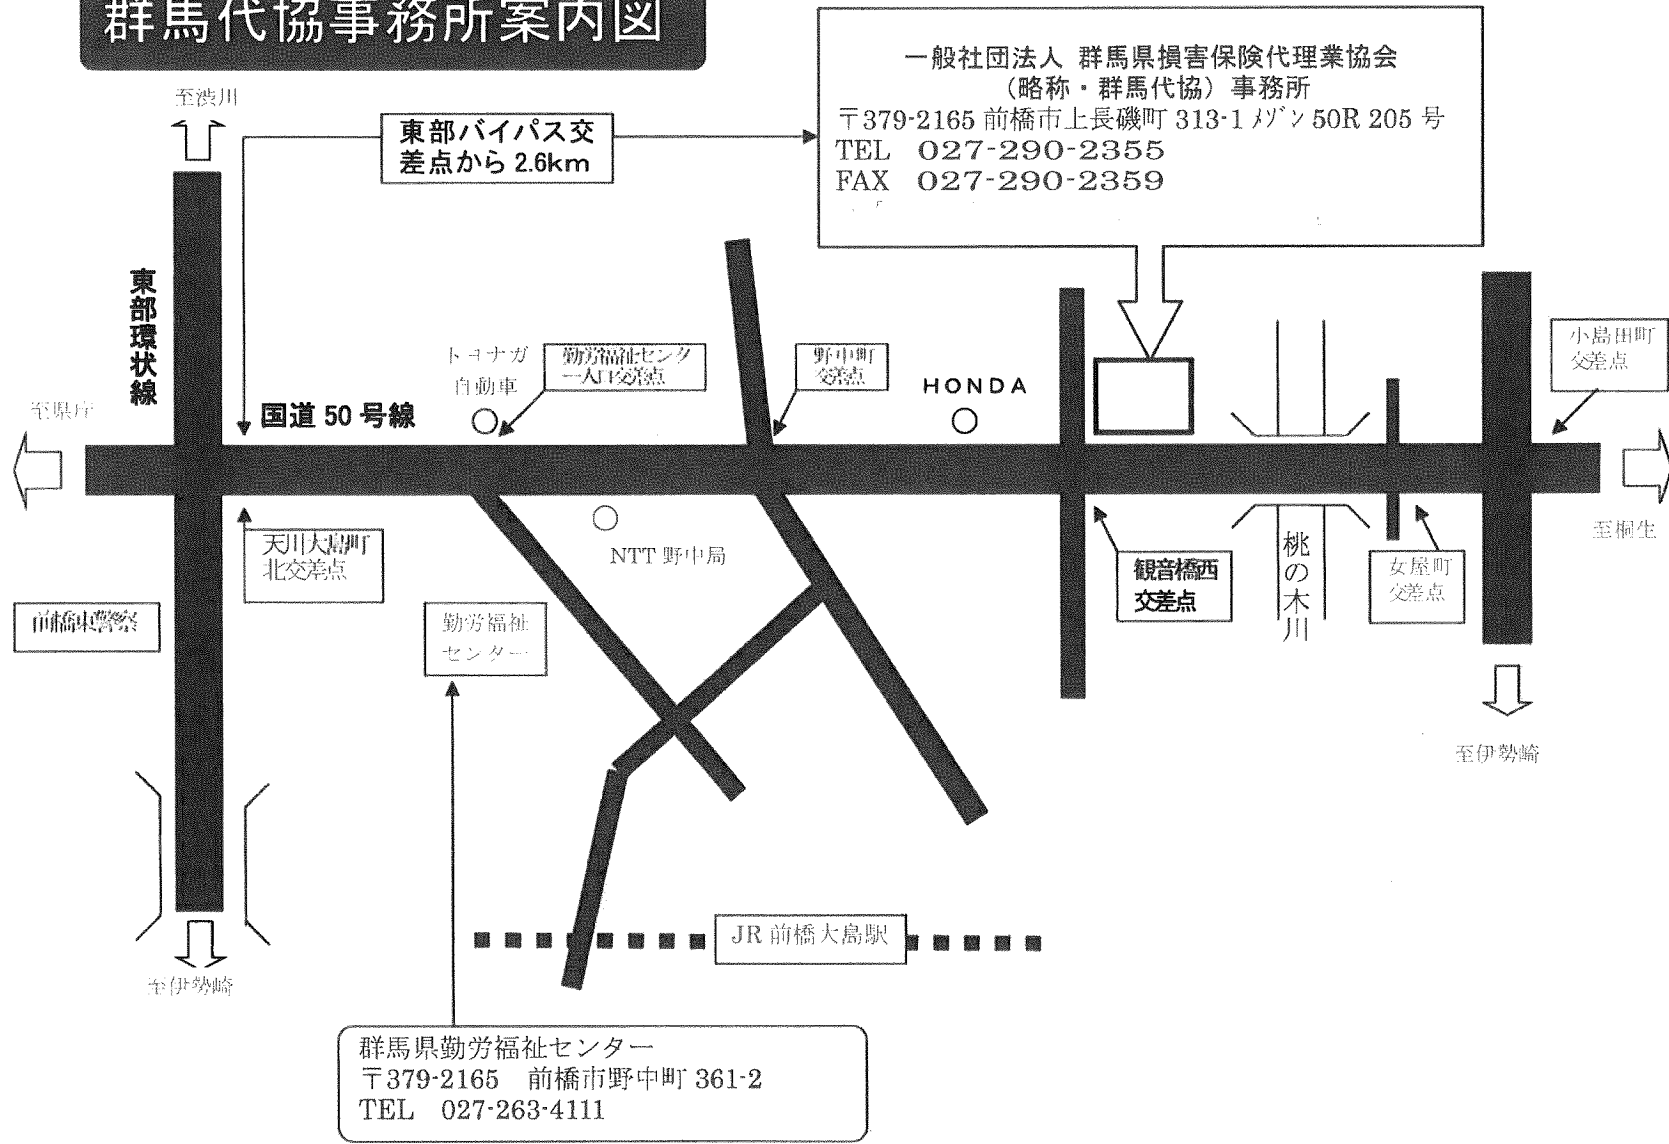 群馬代協事務所案内図
一般社団法人 群馬県損害保険代理業協会
(略称・群馬代協)事務所
〒379-2165 前橋市上長磯町 313-1 ﾒｿﾞﾝ 50R 205 号
TEL 027-290-2355
FAX 027-290-2359
至渋川
東部バイパス交
差点から 2.6km
東部環状線
至県庁
国道 50 号線
トヨナガ
自動車
勤労福祉センタ
ー入口交差点
野中町
交差点
HONDA
小島田町
交差点
天川大島町
北交差点
NTT 野中局
観音橋西
交差点
桃の木川
女屋町
交差点
至桐生
前橋東警察
勤労福祉
センター
至伊勢崎
JR 前橋大島駅
至伊勢崎
群馬県勤労福祉センター
〒379-2165 前橋市野中町 361-2
TEL 027-263-4111